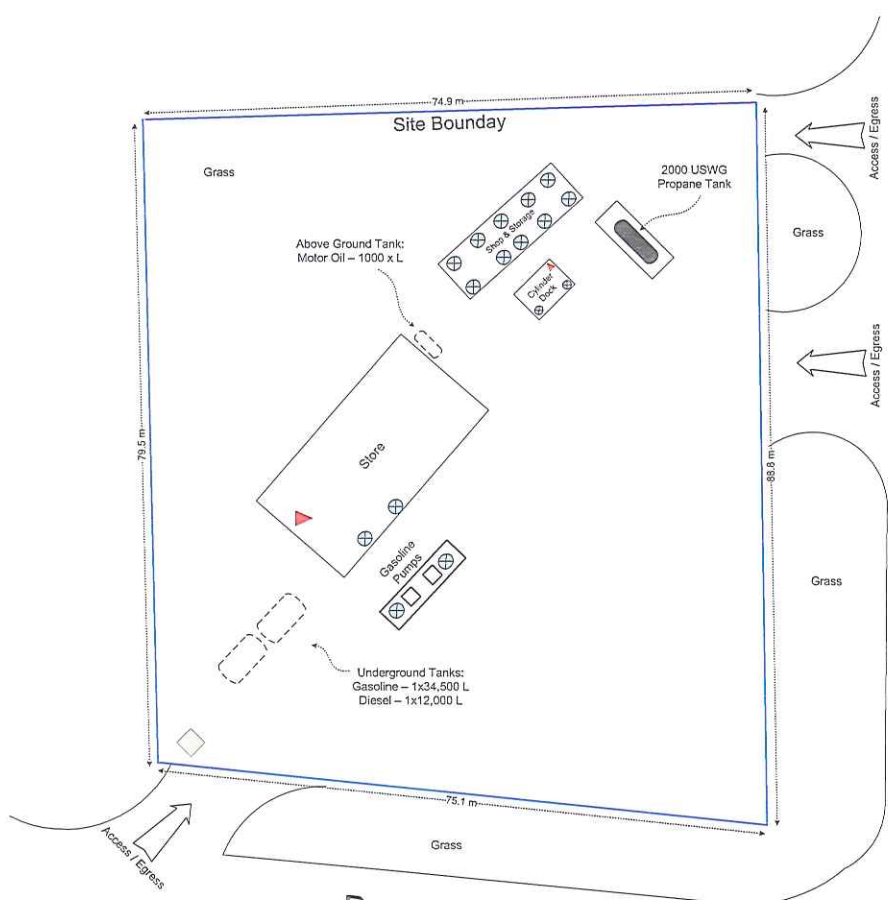 74.9 m
Site Bounday
Access / Egress
Grass
2000 USWG
Propane Tank
Shop & Storage
Grass
Above Ground Tank:
Motor Oil – 1000 x L
Cylinder
Dock
Access / Egress
79.5 m
Store
88.8 m
Gasoline
Pumps
Grass
Underground Tanks:
Gasoline – 1x34,500 L
Diesel – 1x12,000 L
75.1 m
Access / Egress
Grass